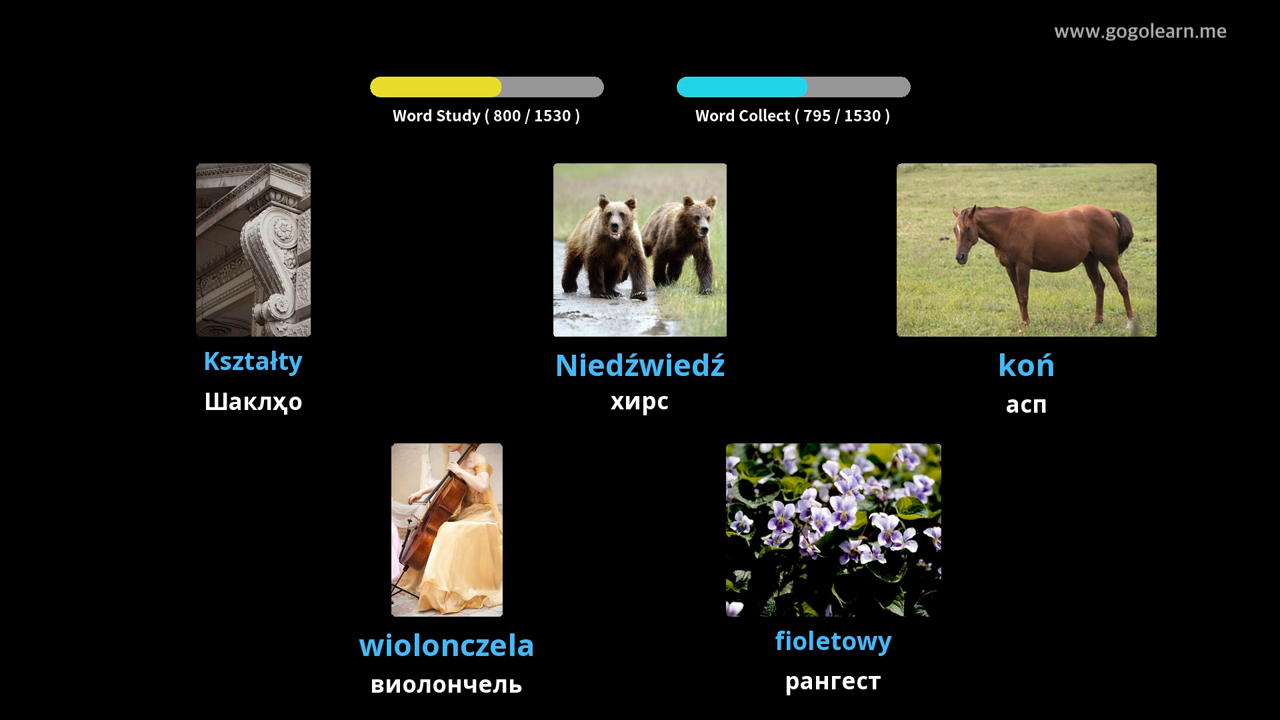 www.gogolearn.me
Word Study ( 800 / 1530 )
Word Collect ( 795 / 1530 )
Kształty
Шаклҳо
Niedźwiedź
хирс
koń
асп
wiolonczela
виолончель
fioletowy
рангест